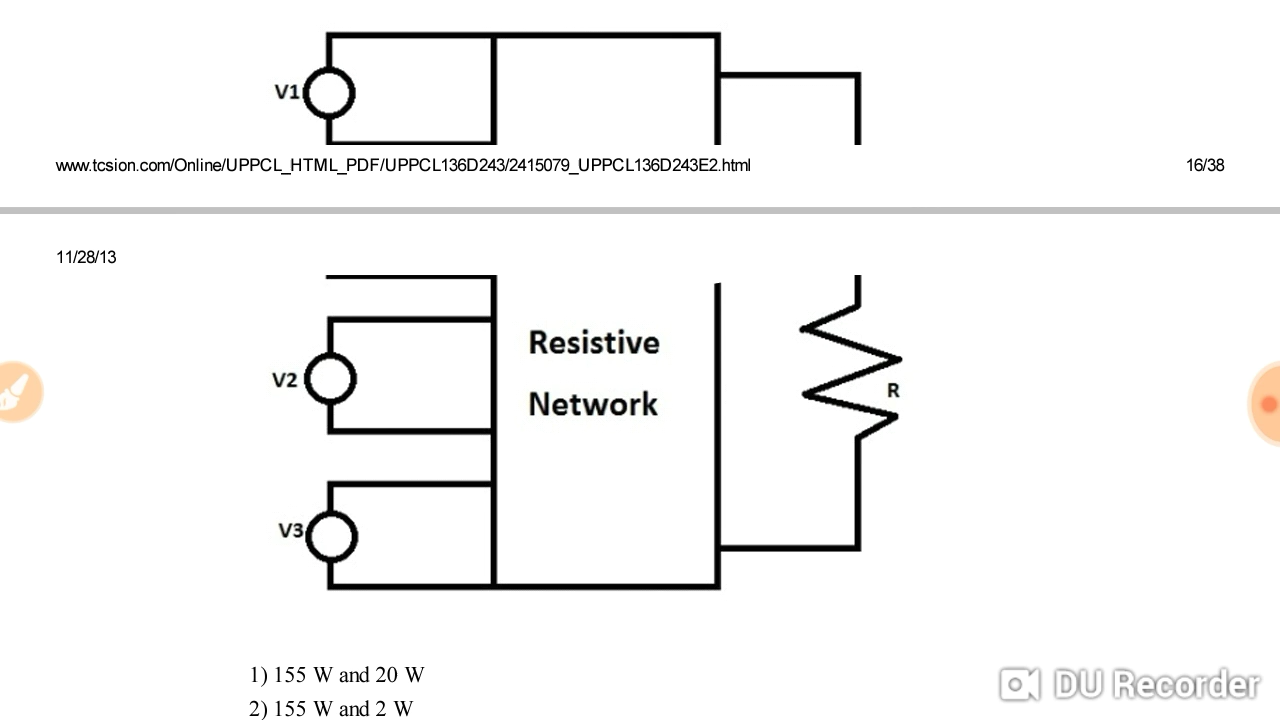 V1
www.tcsion.com/Online/UPPCL_HTML_PDF/UPPCL136D243/2415079_UPPCL136D243E2.html 16/38
11/28/13
Resistive
V2
R
Network
V3
1) 155 W and 20 W
DU Recorder
2) 155 W and 2 W